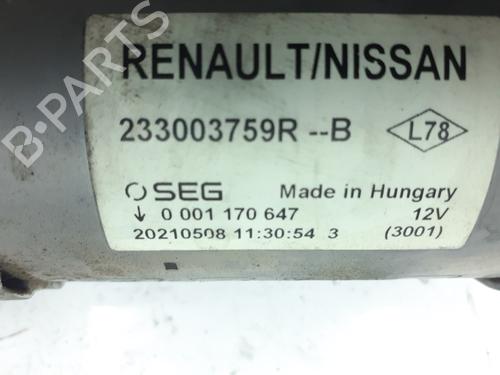 RENAULT/NISSAN
233003759R --B L78
SEG Made in Hungary
↓ 0 001 170 647 12V
20210508 11:30:54 3 (3001)
B-PARTS